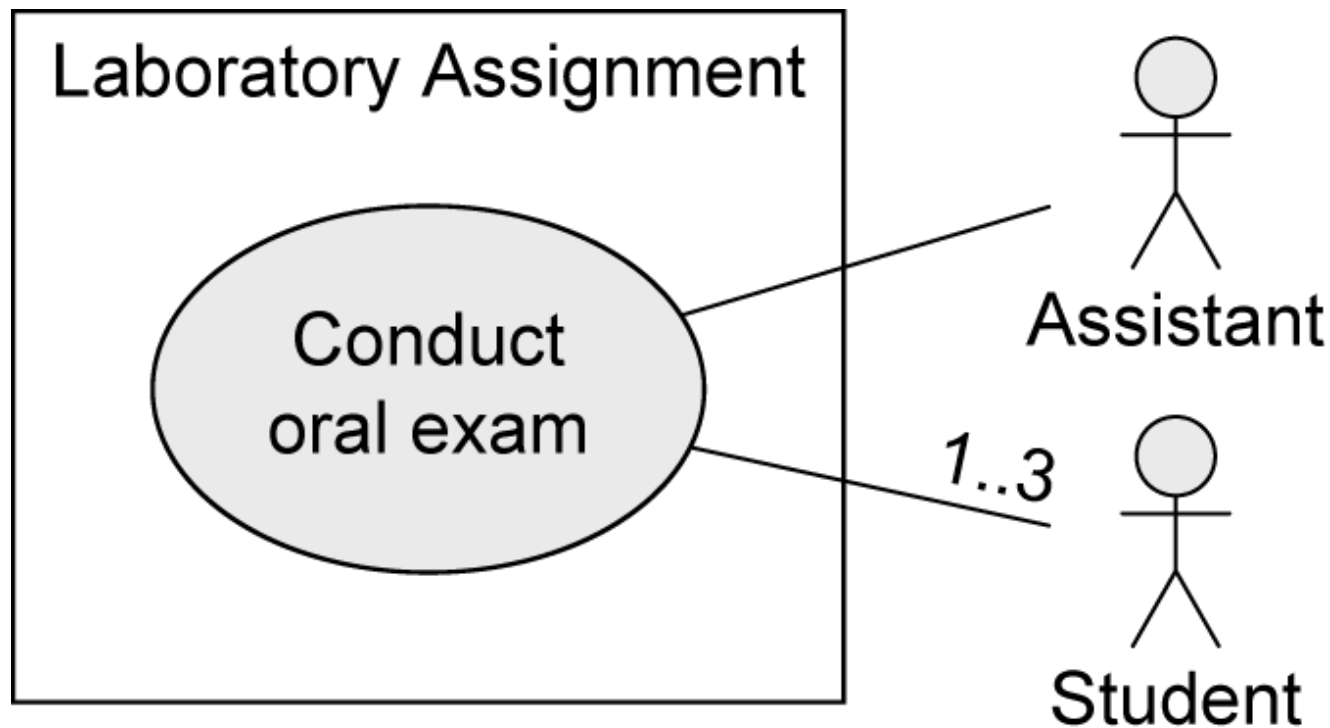 Laboratory Assignment
Conduct
oral exam
Assistant
1..3
Student